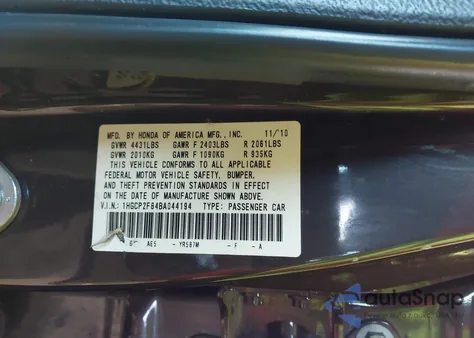 MFD. BY HONDA OF AMERICA MFG., INC. 11/10
GVWR 4431LBS GAWR F 2403LBS R 2061LBS
GVWR 2010KG GAWR F 1090KG R 935KG
THIS VEHICLE CONFORMS TO ALL APPLICABLE
FEDERAL MOTOR VEHICLE SAFETY, BUMPER,
AND THEFT PREVENTION STANDARDS IN EFFECT
ON THE DATE OF MANUFACTURE SHOWN ABOVE.
V.I.N.: 1HGCP2F64BA044194 TYPE: PASSENGER CAR
AE5 YR587M - F - A
autoSnap